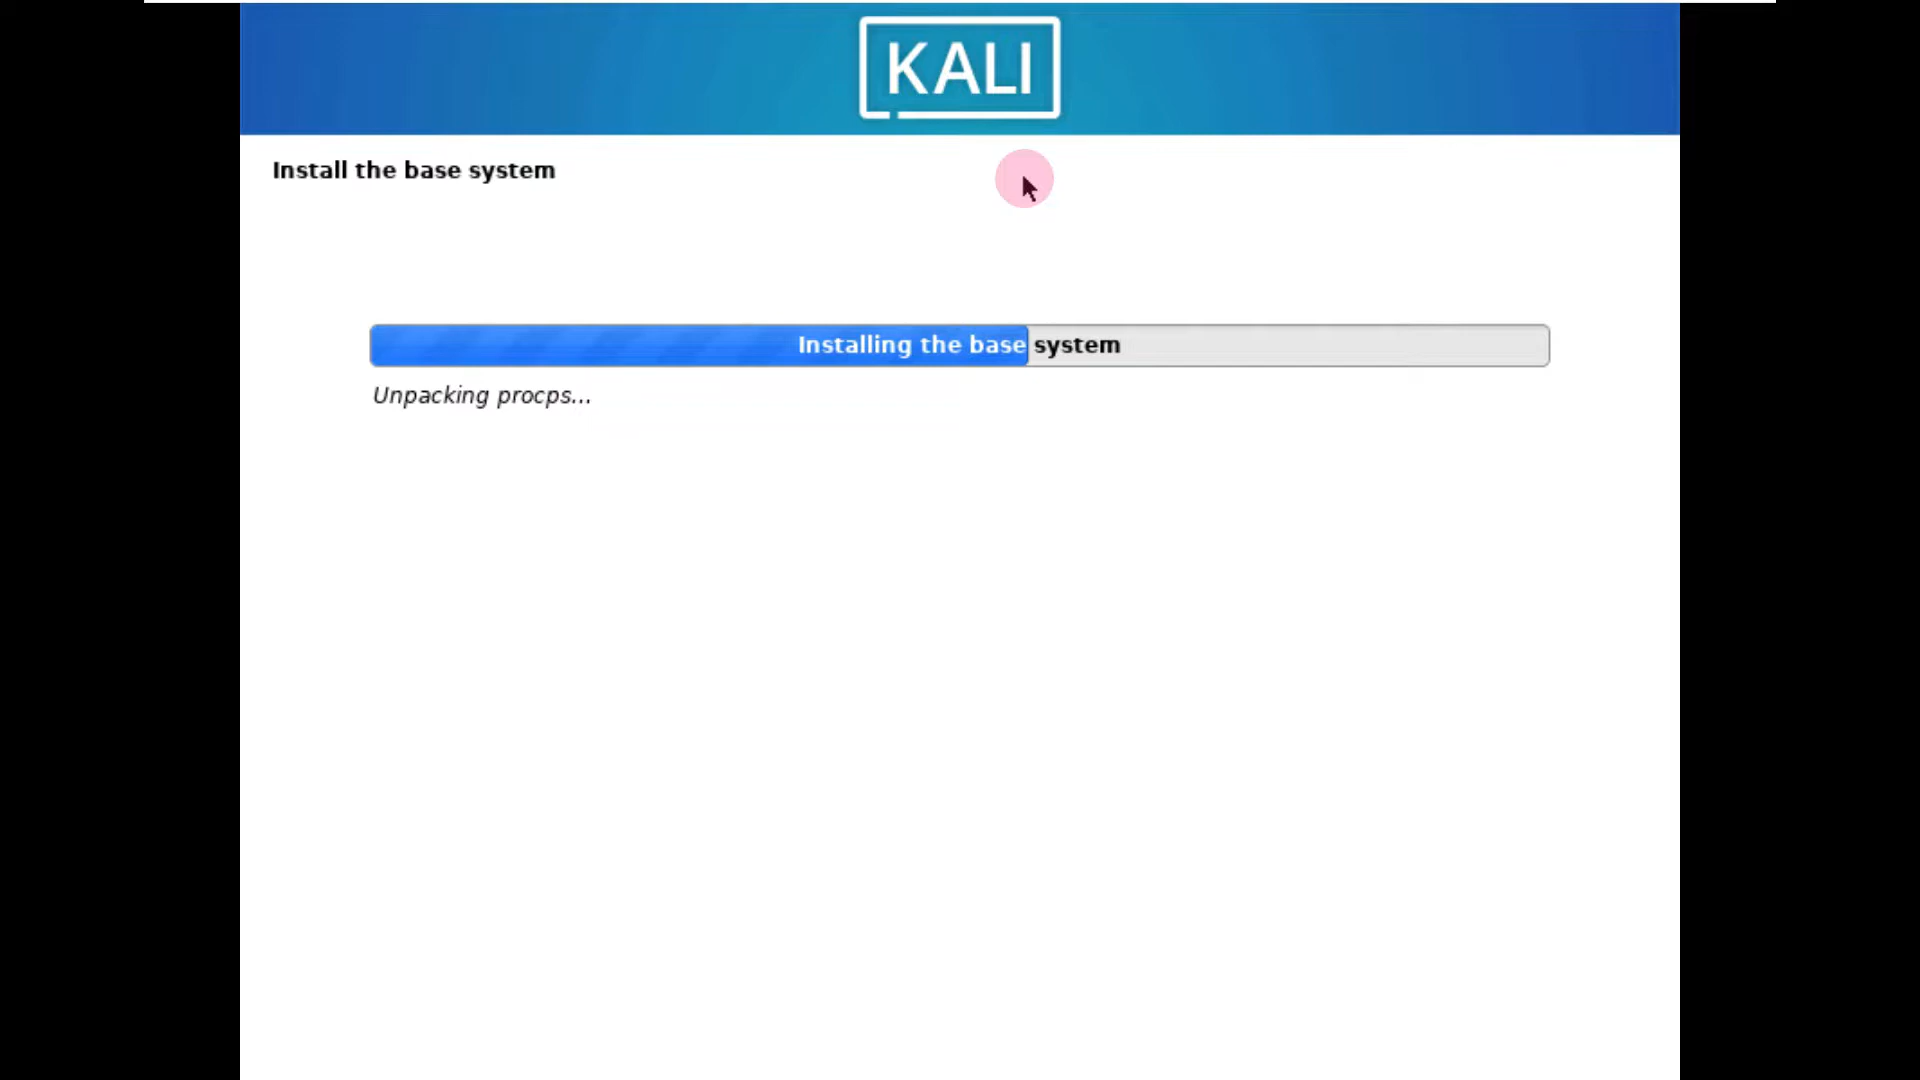 KALI
Install the base system
Installing the base system
Unpacking procps...